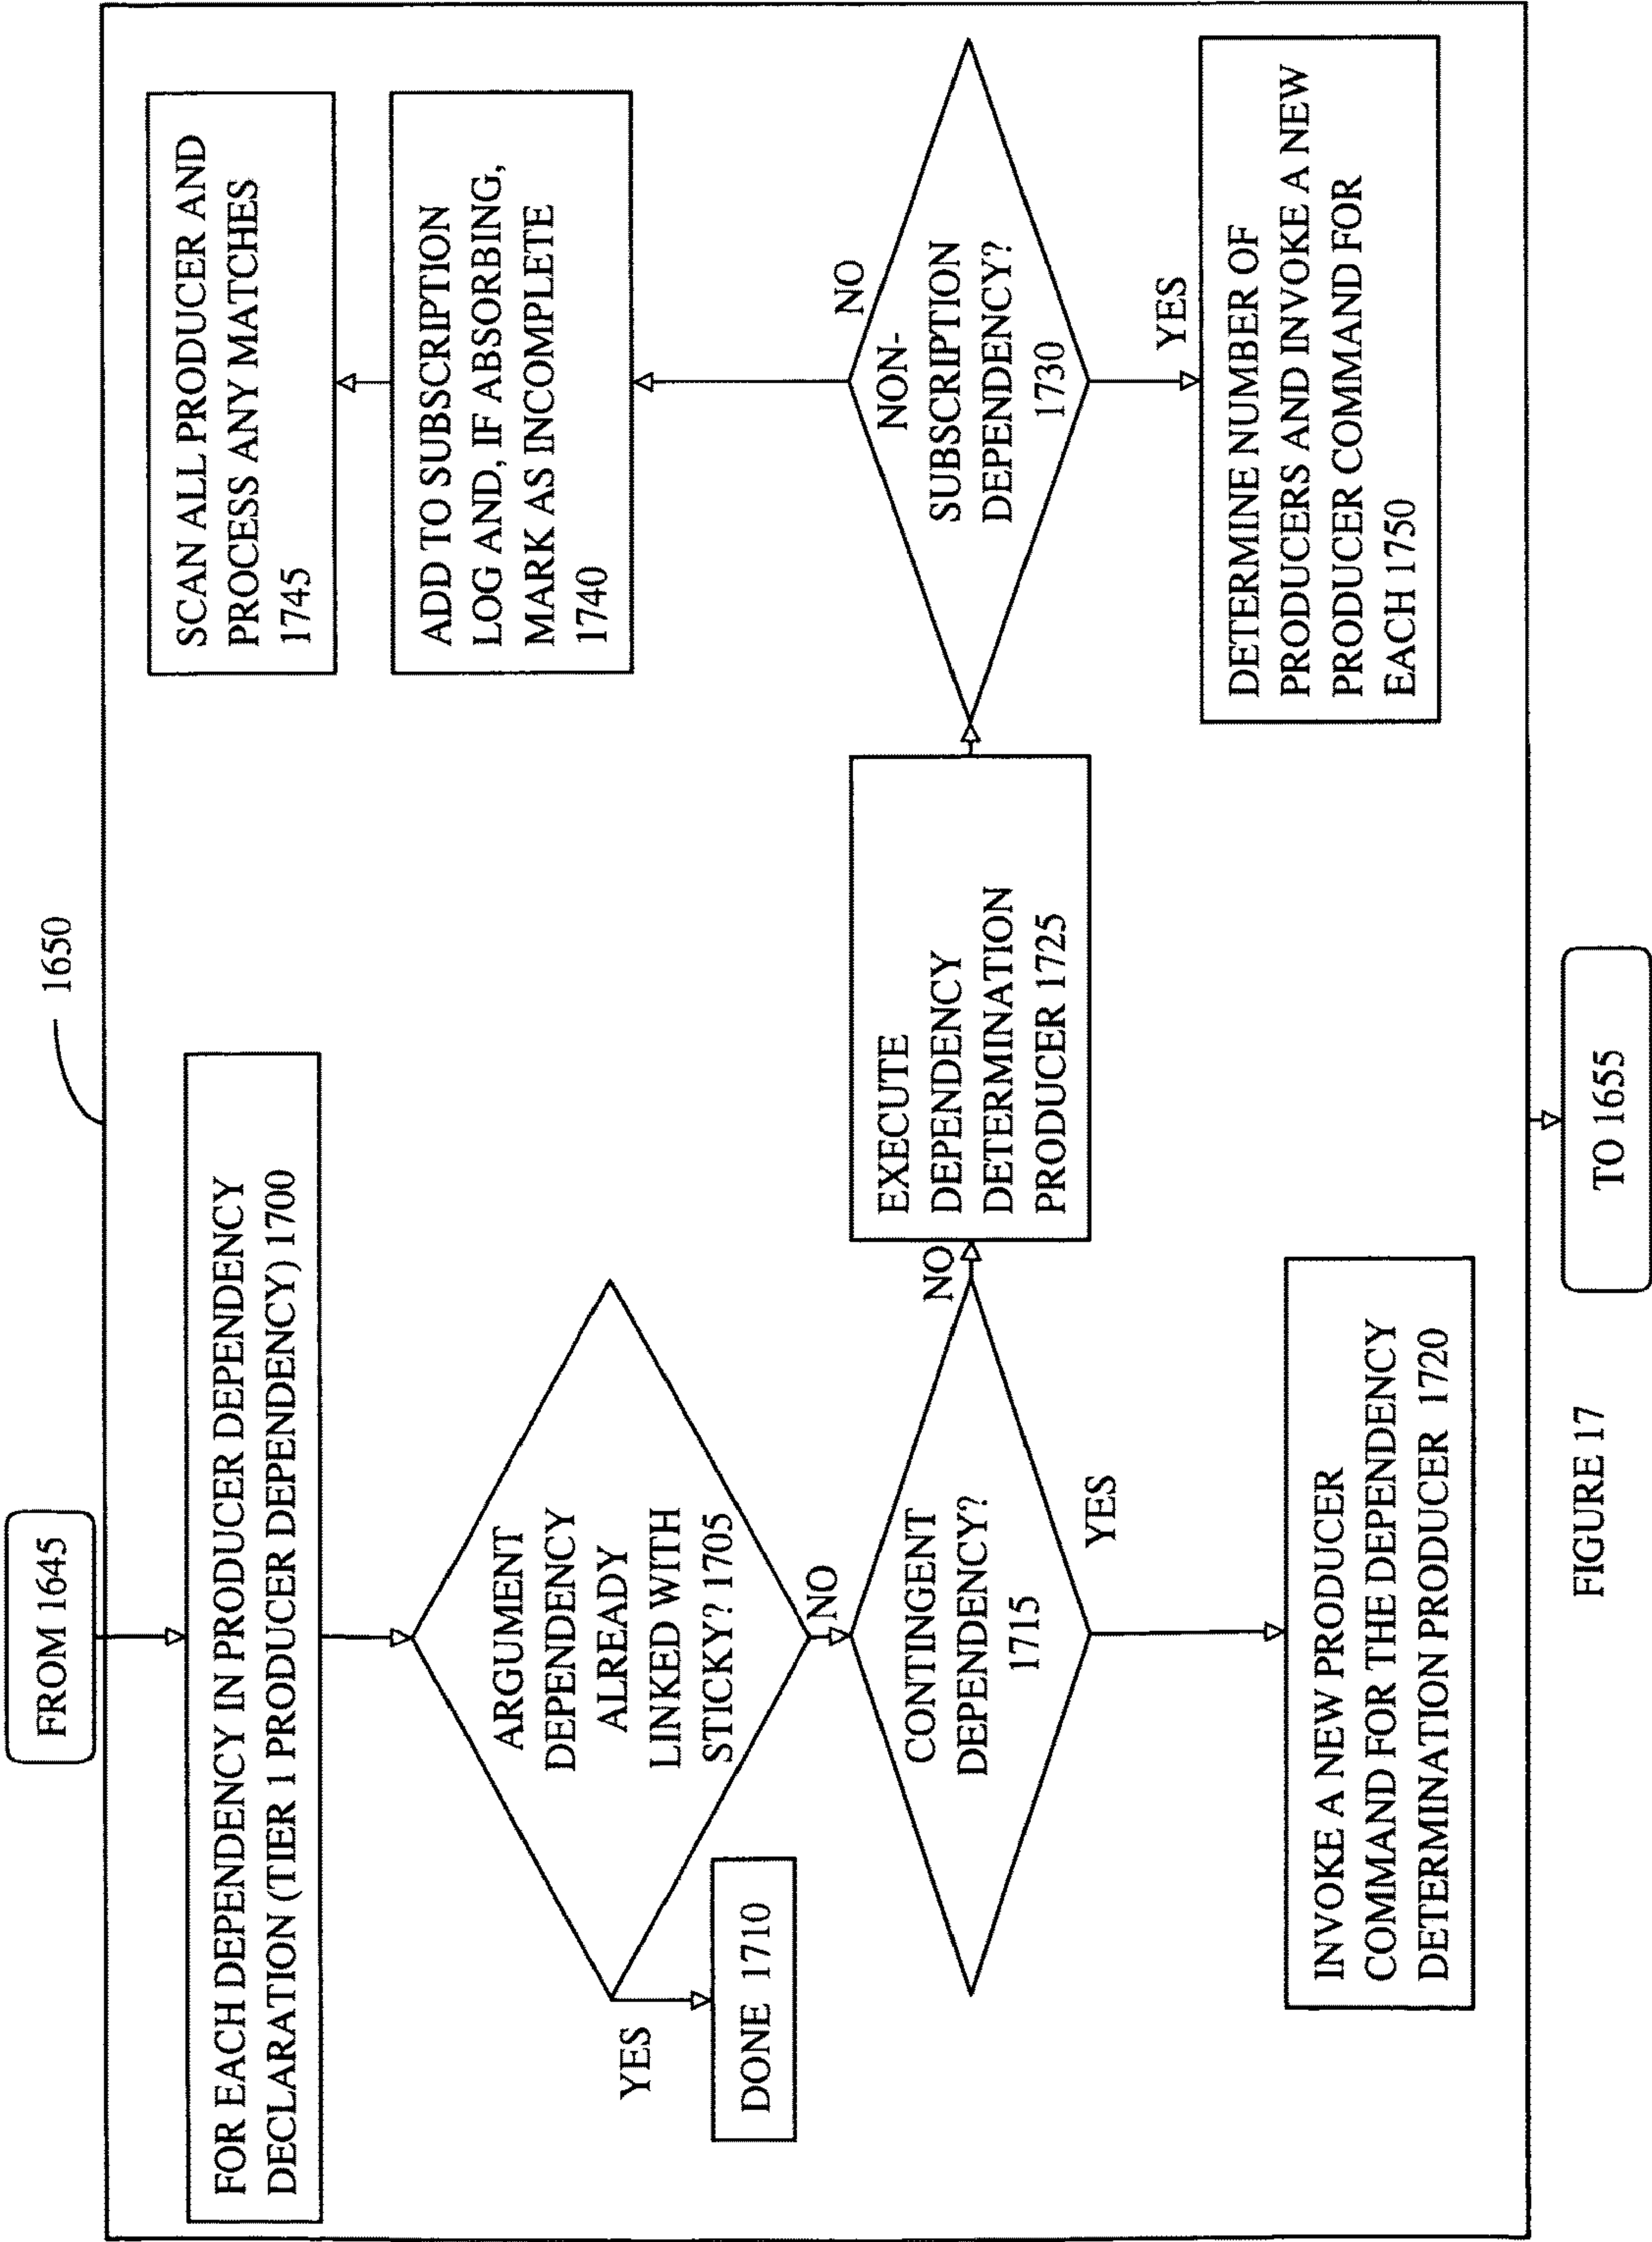 FROM 1645
1650
FOR EACH DEPENDENCY IN PRODUCER DEPENDENCY
DECLARATION (TIER 1 PRODUCER DEPENDENCY) 1700
ARGUMENT
DEPENDENCY
ALREADY
LINKED WITH
STICKY? 1705
YES
DONE 1710
NO
CONTINGENT
DEPENDENCY?
1715
YES
INVOKE A NEW PRODUCER
COMMAND FOR THE DEPENDENCY
DETERMINATION PRODUCER 1720
NO
EXECUTE
DEPENDENCY
DETERMINATION
PRODUCER 1725
NON-
SUBSCRIPTION
DEPENDENCY?
1730
NO
ADD TO SUBSCRIPTION
LOG AND, IF ABSORBING,
MARK AS INCOMPLETE
1740
SCAN ALL PRODUCER AND
PROCESS ANY MATCHES
1745
YES
DETERMINE NUMBER OF
PRODUCERS AND INVOKE A NEW
PRODUCER COMMAND FOR
EACH 1750
TO 1655
FIGURE 17